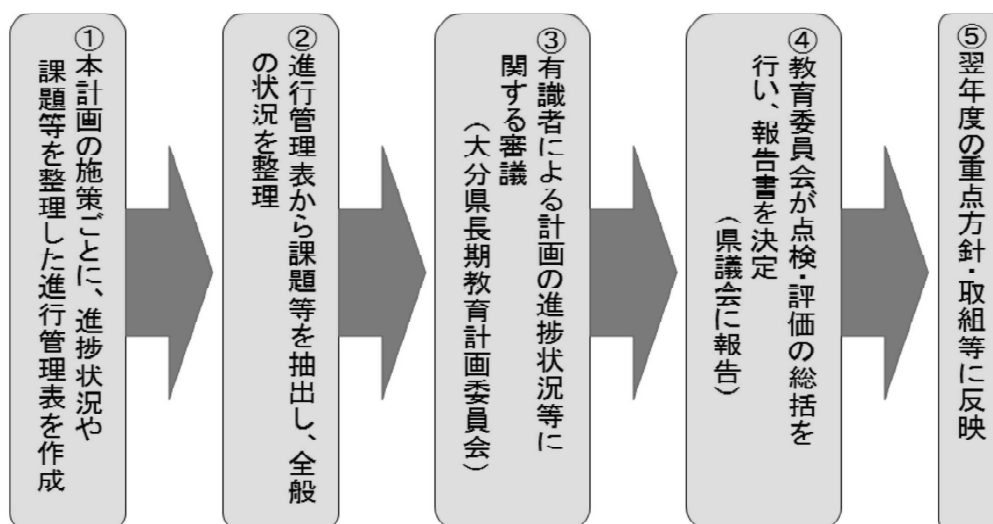 ①本計画の施策ごとに、進捗状況や
課題等を整理した進行管理表を作成
②進行管理表から課題等を抽出し、全般
の状況を整理
③有識者による計画の進捗状況等に
関する審議
（大分県長期教育計画委員会）
④教育委員会が点検・評価の総括を
行い、報告書を決定
（県議会に報告）
⑤翌年度の重点方針・取組等に反映